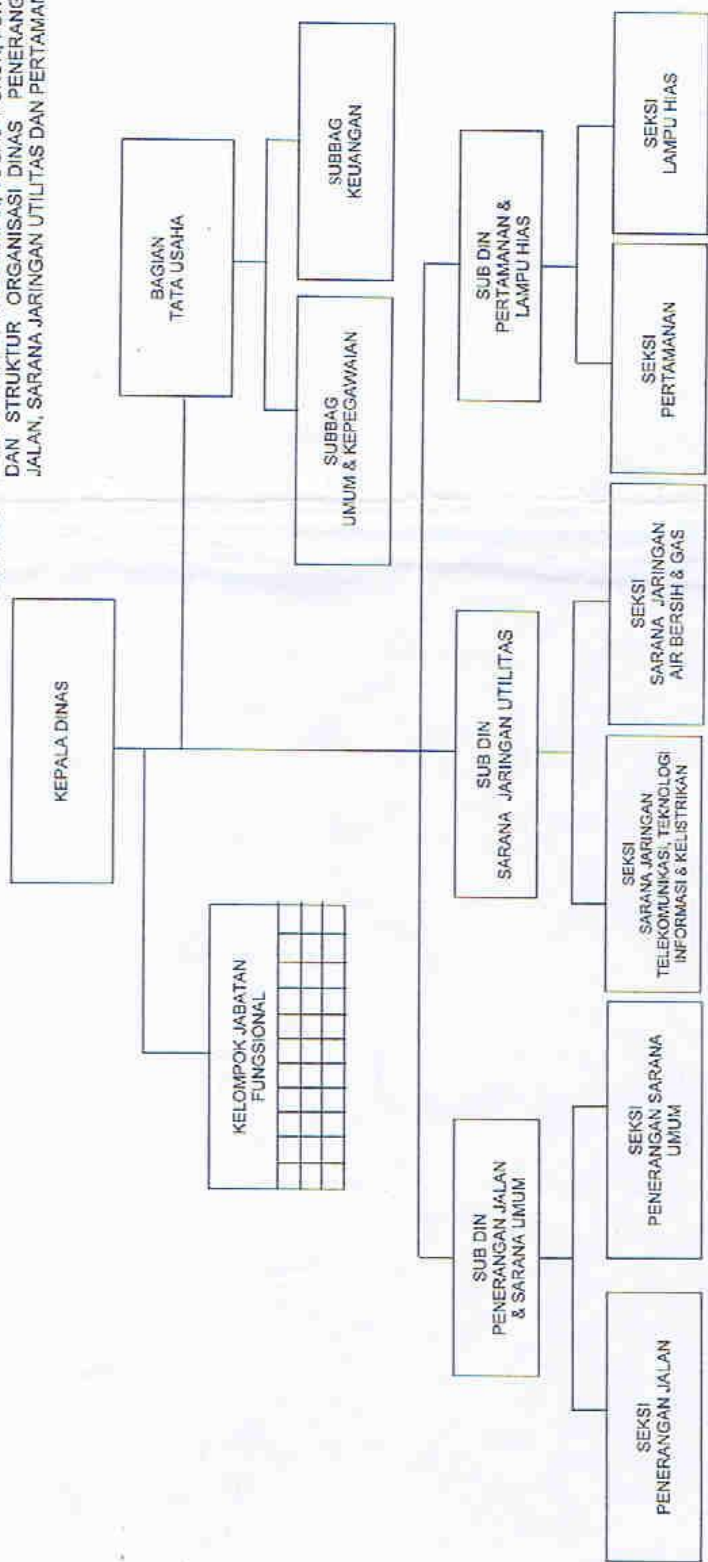 DAN STRUKTUR ORGANISASI DINAS PENERANG
JALAN, SARANA JARINGAN UTILITAS DAN PERTAMAN
KEPALA DINAS
KELOMPOK JABATAN
FUNGSIONAL
BAGIAN
TATA USAHA
SUBBAG
UMUM & KEPEGAWAIAN
SUBBAG
KEUANGAN
SUB DIN
PENERANGAN JALAN
& SARANA UMUM
SUB DIN
SARANA JARINGAN UTILITAS
SUB DIN
PERTAMANAN &
LAMPU HIAS
SEKSI
PENERANGAN JALAN
SEKSI
PENERANGAN SARANA
UMUM
SEKSI
SARANA JARINGAN
TELEKOMUNIKASI, TEKNOLOGI
INFORMASI & KELISTRIKAN
SEKSI
SARANA JARINGAN
AIR BERSIH & GAS
SEKSI
PERTAMANAN
SEKSI
LAMPU HIAS